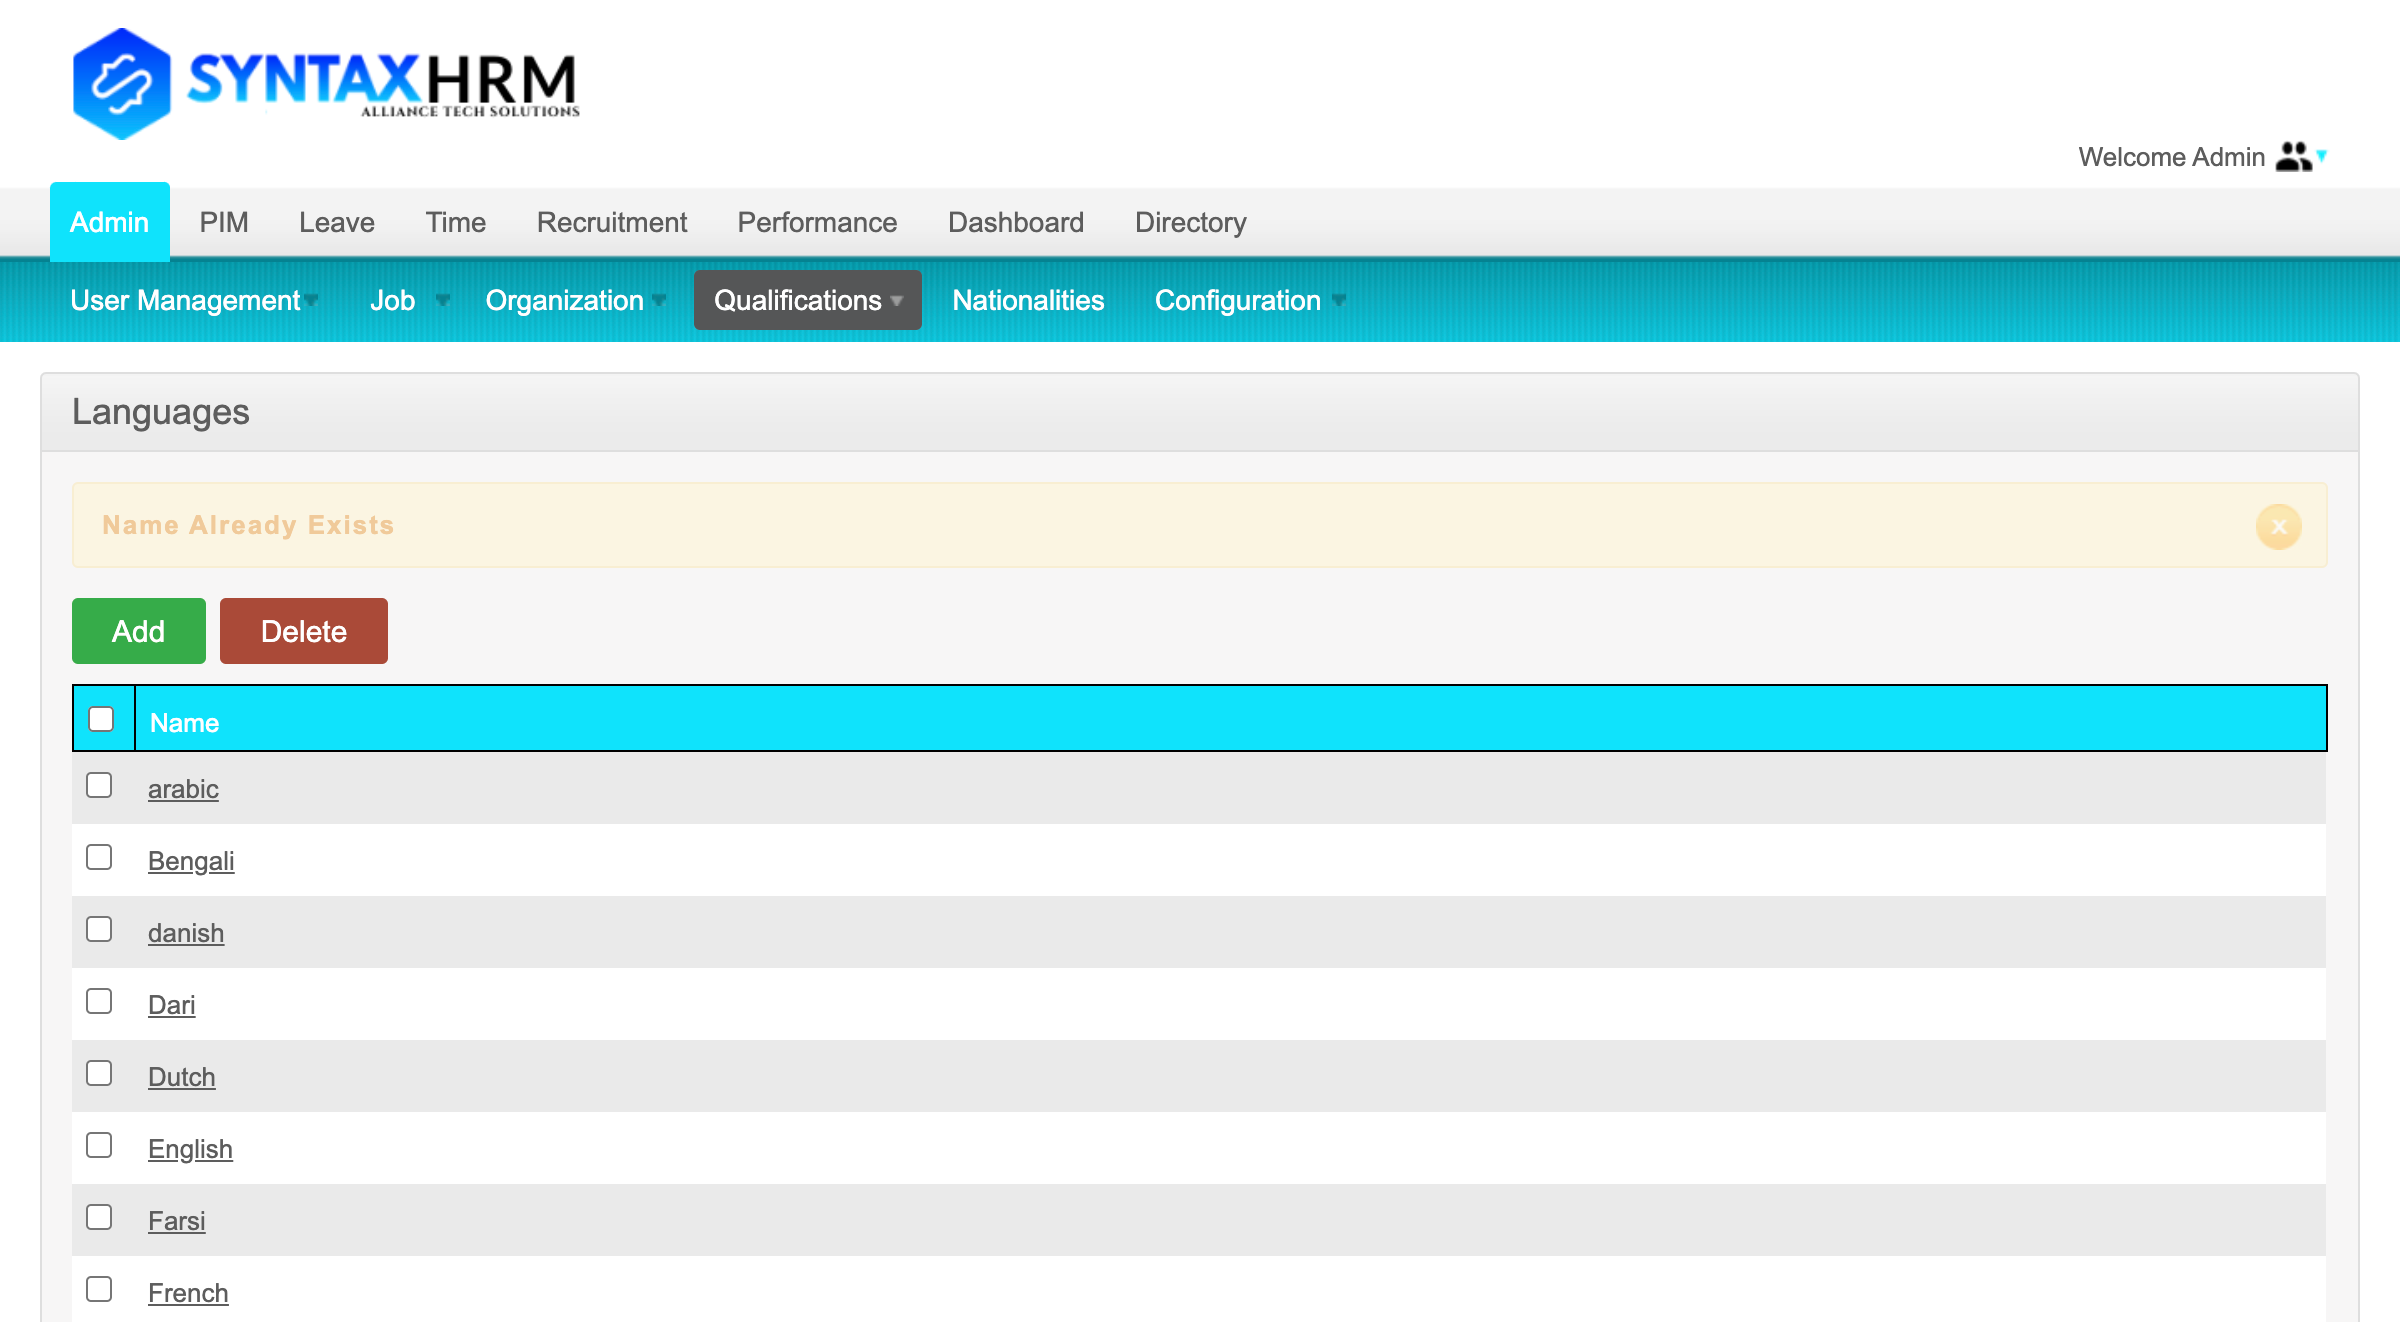 SYNTAXHRM
ALLIANCE TECH SOLUTIONS
Welcome Admin
Admin PIM Leave Time Recruitment Performance Dashboard Directory
User Management Job Organization Qualifications Nationalities Configuration
Languages
Name Already Exists
Add Delete
Name
arabic
Bengali
danish
Dari
Dutch
English
Farsi
French